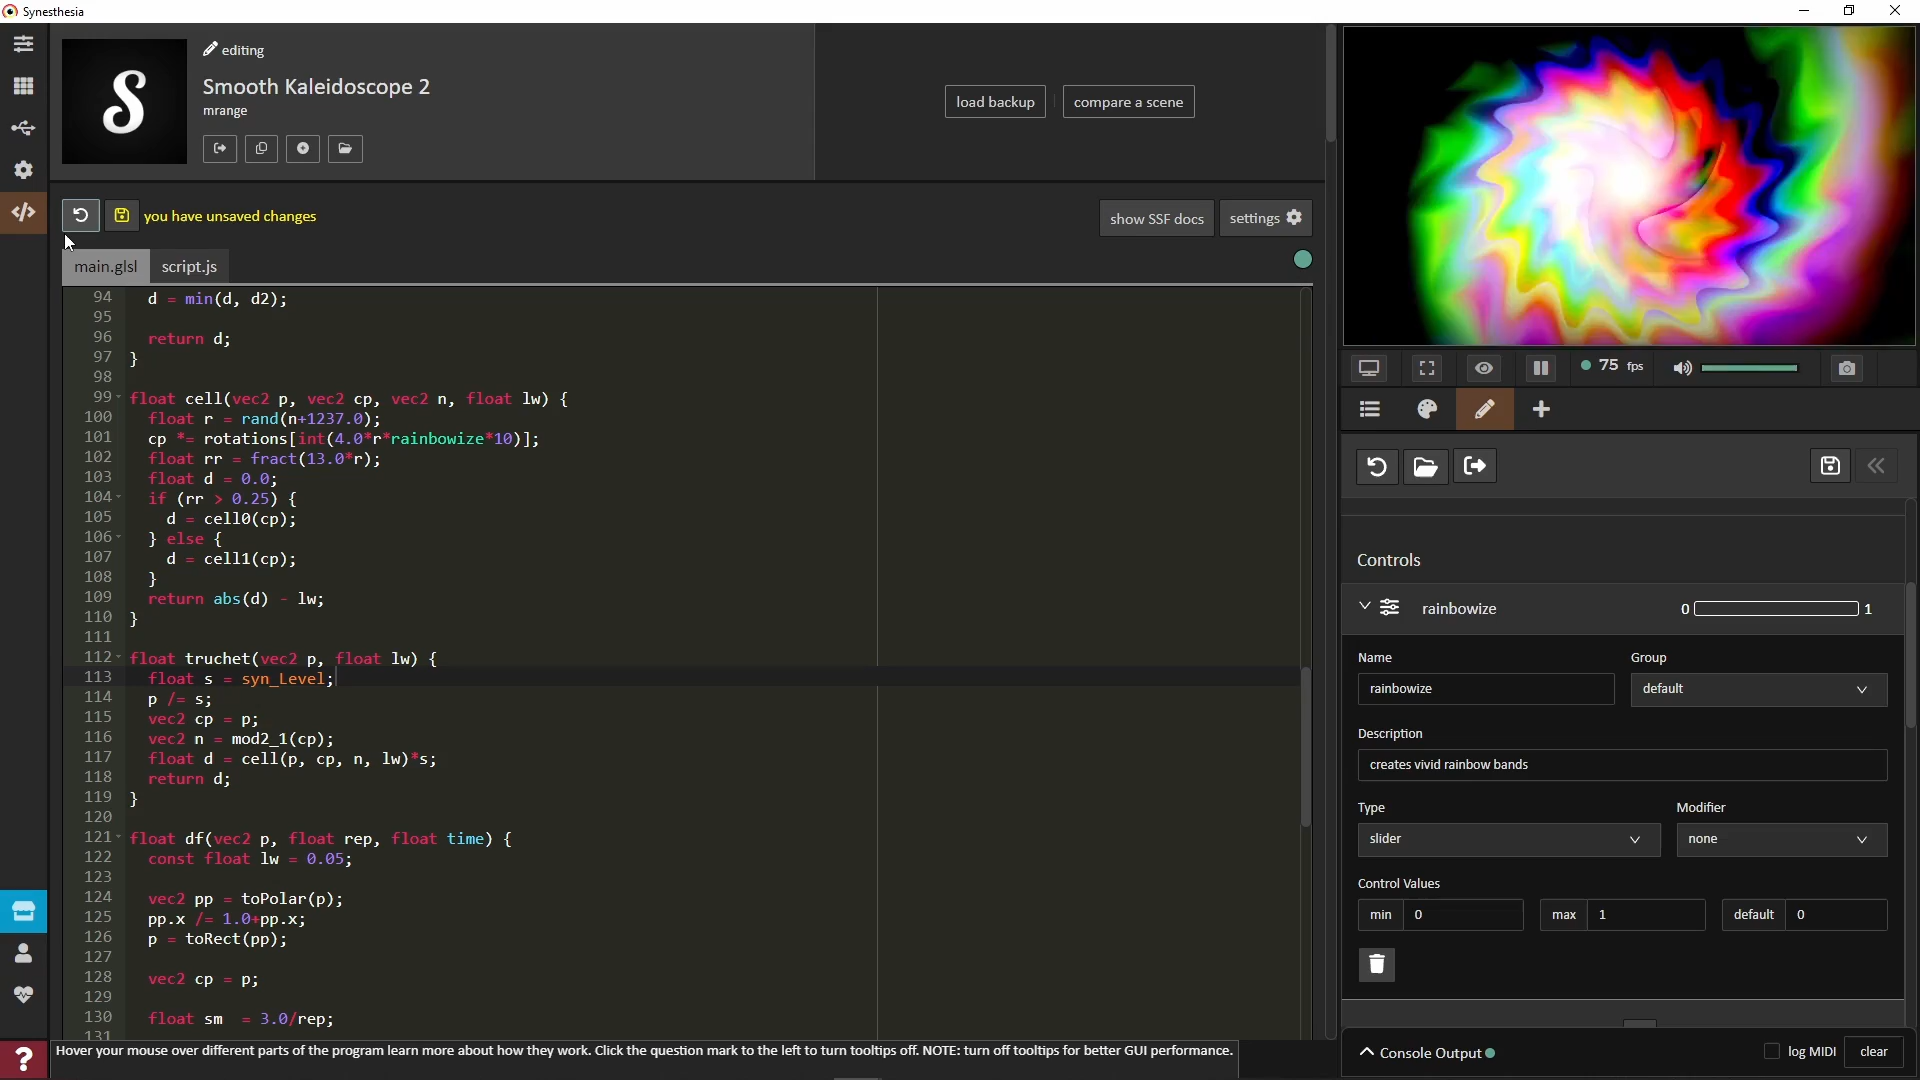 Synesthesia
editing
Smooth Kaleidoscope 2
mrange
load backup
compare a scene
you have unsaved changes
show SSF docs
settings
main.glsl
script.js
94 d = min(d, d2);
95
96 return d;
97 }
98
99 float cell(vec2 p, vec2 cp, vec2 n, float lw) {
100 float r = rand(n+1237.0);
101 cp *= rotations[int(4.0*r*rainbowize*10)];
102 float rr = fract(13.0*r);
103 float d = 0.0;
104 if (rr > 0.25) {
105 d = cell0(cp);
106 } else {
107 d = cell1(cp);
108 }
109 return abs(d) - lw;
110 }
111
112 float truchet(vec2 p, float lw) {
113 float s = syn_Level;
114 p /= s;
115 vec2 cp = p;
116 vec2 n = mod2_1(cp);
117 float d = cell(p, cp, n, lw)*s;
118 return d;
119 }
120
121 float df(vec2 p, float rep, float time) {
122 const float lw = 0.05;
123
124 vec2 pp = toPolar(p);
125 pp.x /= 1.0+pp.x;
126 p = toRect(pp);
127
128 vec2 cp = p;
129
130 float sm = 3.0/rep;
131
Hover your mouse over different parts of the program learn more about how they work. Click the question mark to the left to turn tooltips off. NOTE: turn off tooltips for better GUI performance.
75 fps
Controls
rainbowize 0 1
Name Group
rainbowize default
Description
creates vivid rainbow bands
Type Modifier
slider none
Control Values
min 0 max 1 default 0
Console Output
log MIDI
clear